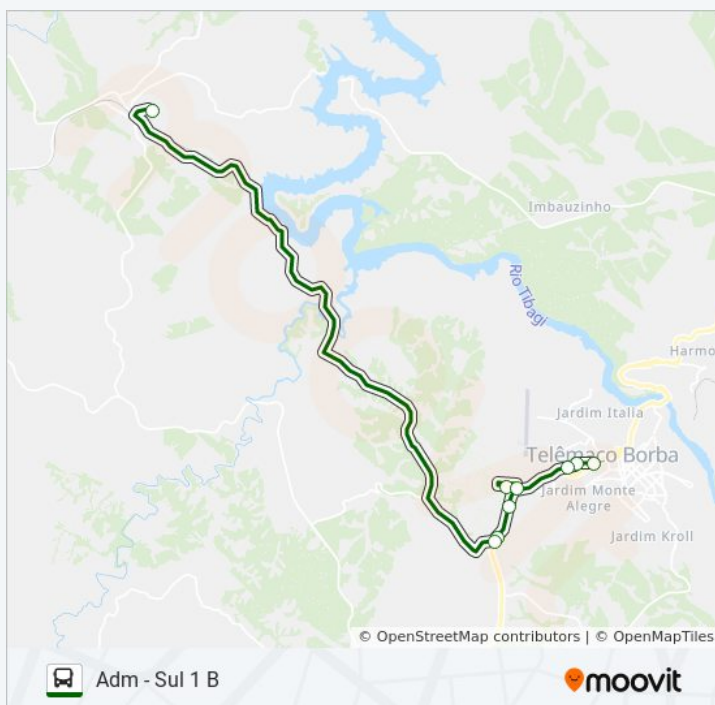 Imbauzinho
Rio Tibagi
Harmo
Jardim Italia
Telêmaco Borba
Jardim Monte
Alegre
Jardim Kroll
© OpenStreetMap contributors | © OpenMapTiles
Adm - Sul 1 B
moovit